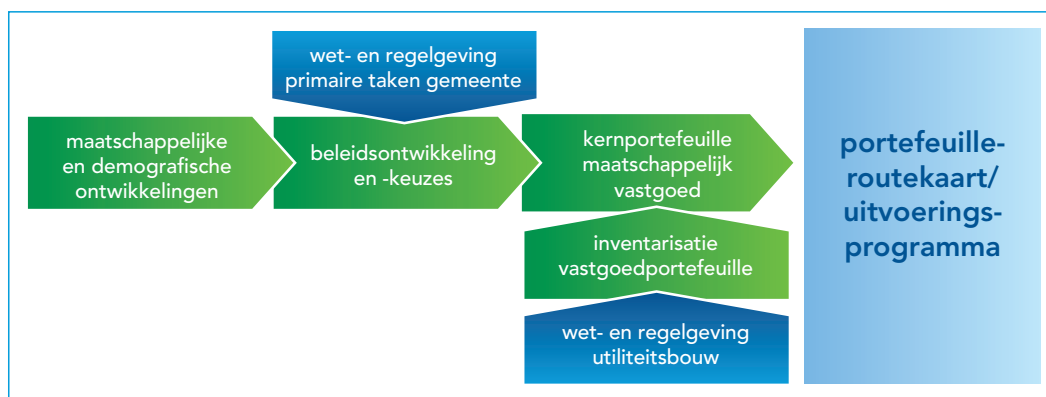 wet- en regelgeving
primaire taken gemeente
maatschappelijke
en demografische
ontwikkelingen
beleidsontwikkeling
en -keuzes
kernportefeuille
maatschappelijk
vastgoed
inventarisatie
vastgoedportefeuille
wet- en regelgeving
utiliteitsbouw
portefeuille-
routekaart/
uitvoerings-
programma